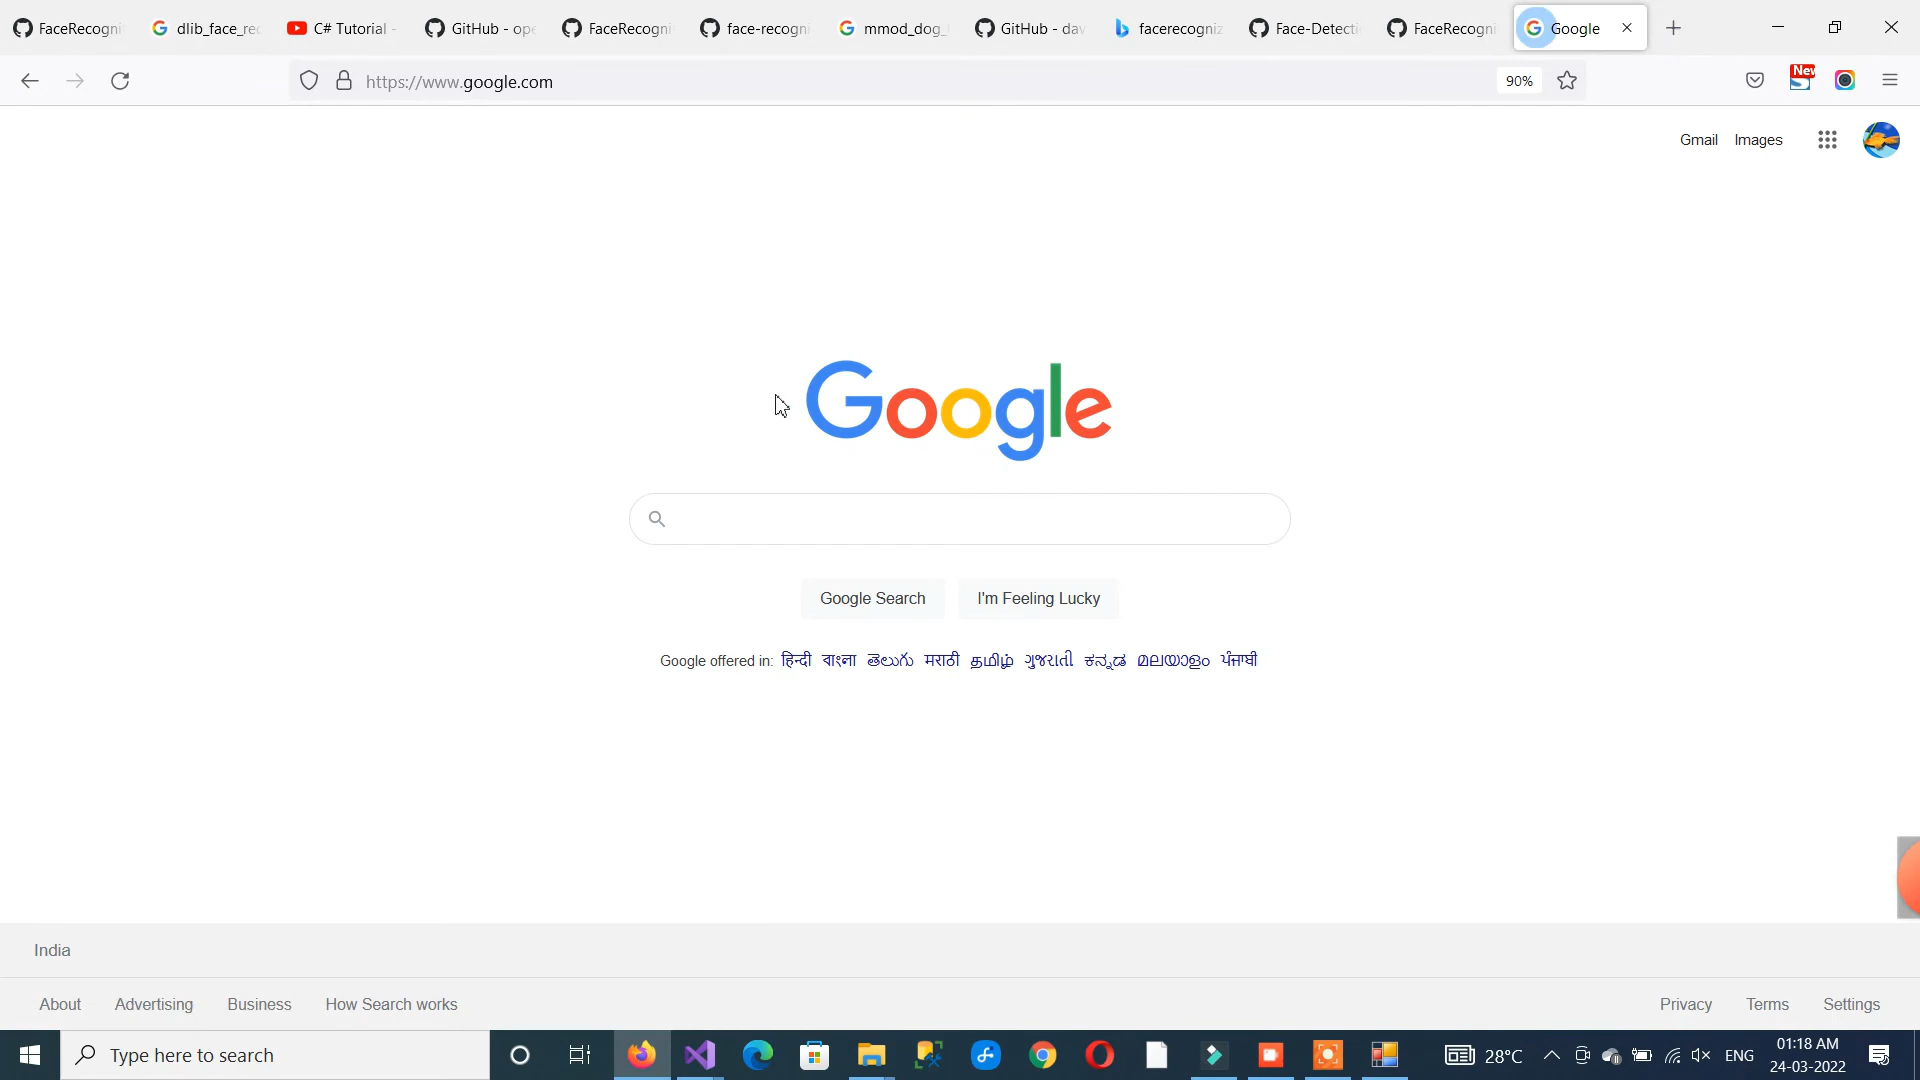 FaceRecogni
dlib_face_rec
C# Tutorial -
GitHub - ope
FaceRecogni
face-recogni
mmod_dog_
GitHub - dav
facerecogniz
Face-Detecti
FaceRecogni
Google
https://www.google.com
90%
New
Gmail Images
Google
Google Search I'm Feeling Lucky
Google offered in: हिन्दी বাংলা తెలుగు मराठी தமிழ் ગુજરાતી ಕನ್ನಡ മലയാളം ਪੰਜਾਬੀ
India
About Advertising Business How Search works Privacy Terms Settings
Type here to search
28°C
ENG
01:18 AM
24-03-2022